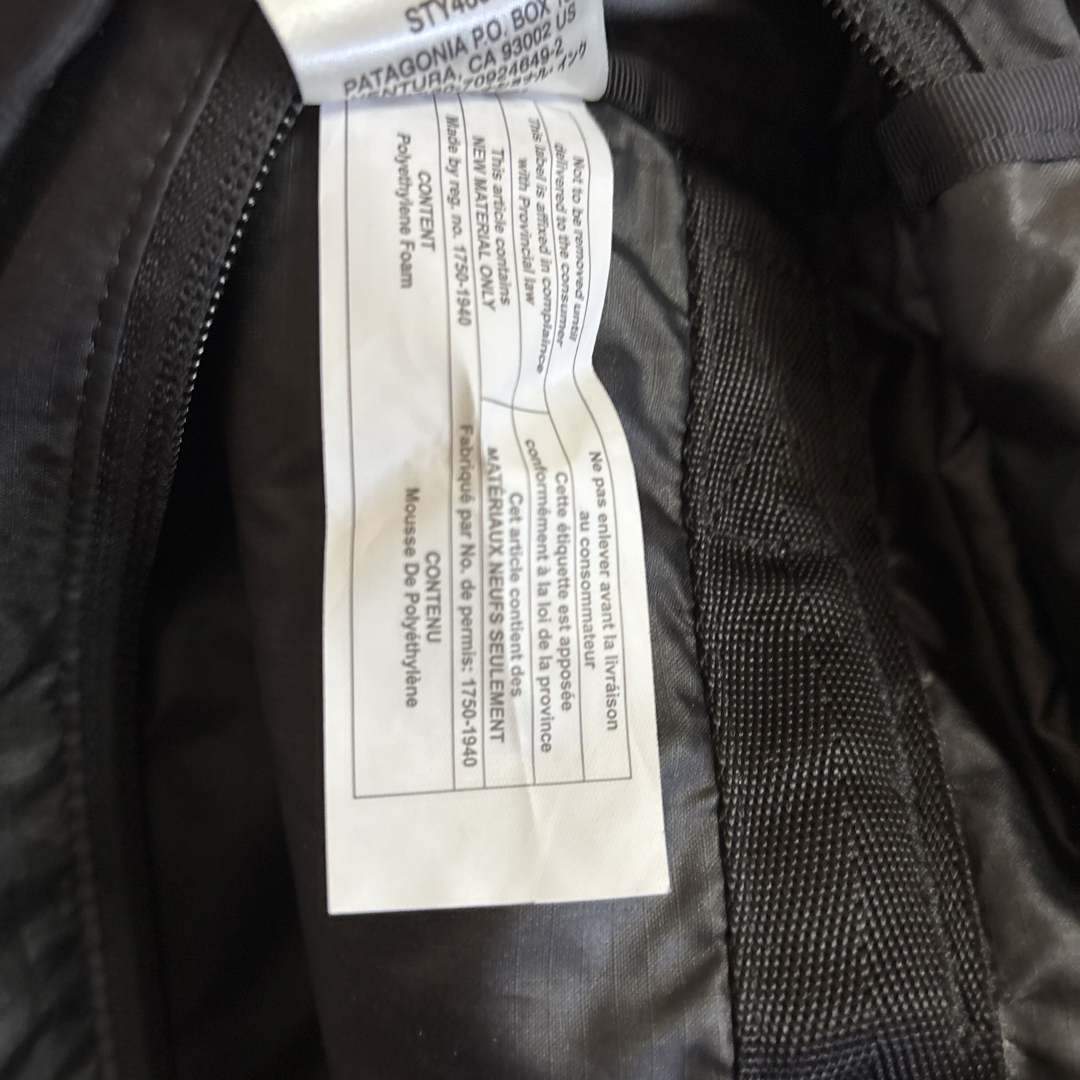 PATAGONIA P.O. BOX
CA 93002 US
Not to be removed until
delivered to the consumer
This label is affixed in complaince
with Provincial law
This article contains
NEW MATERIAL ONLY
Made by reg. no. 1750-1940
CONTENT
Polyethylene Foam
Ne pas enlever avant la livráison
au consommateur
Cette étiquette est apposée
conformément à la loi de la province
Cet article contient des
MATÉRIAUX NEUFS SEULEMENT
Fabriqué par No. de permis: 1750-1940
CONTENU
Mousse De Polyéthylène